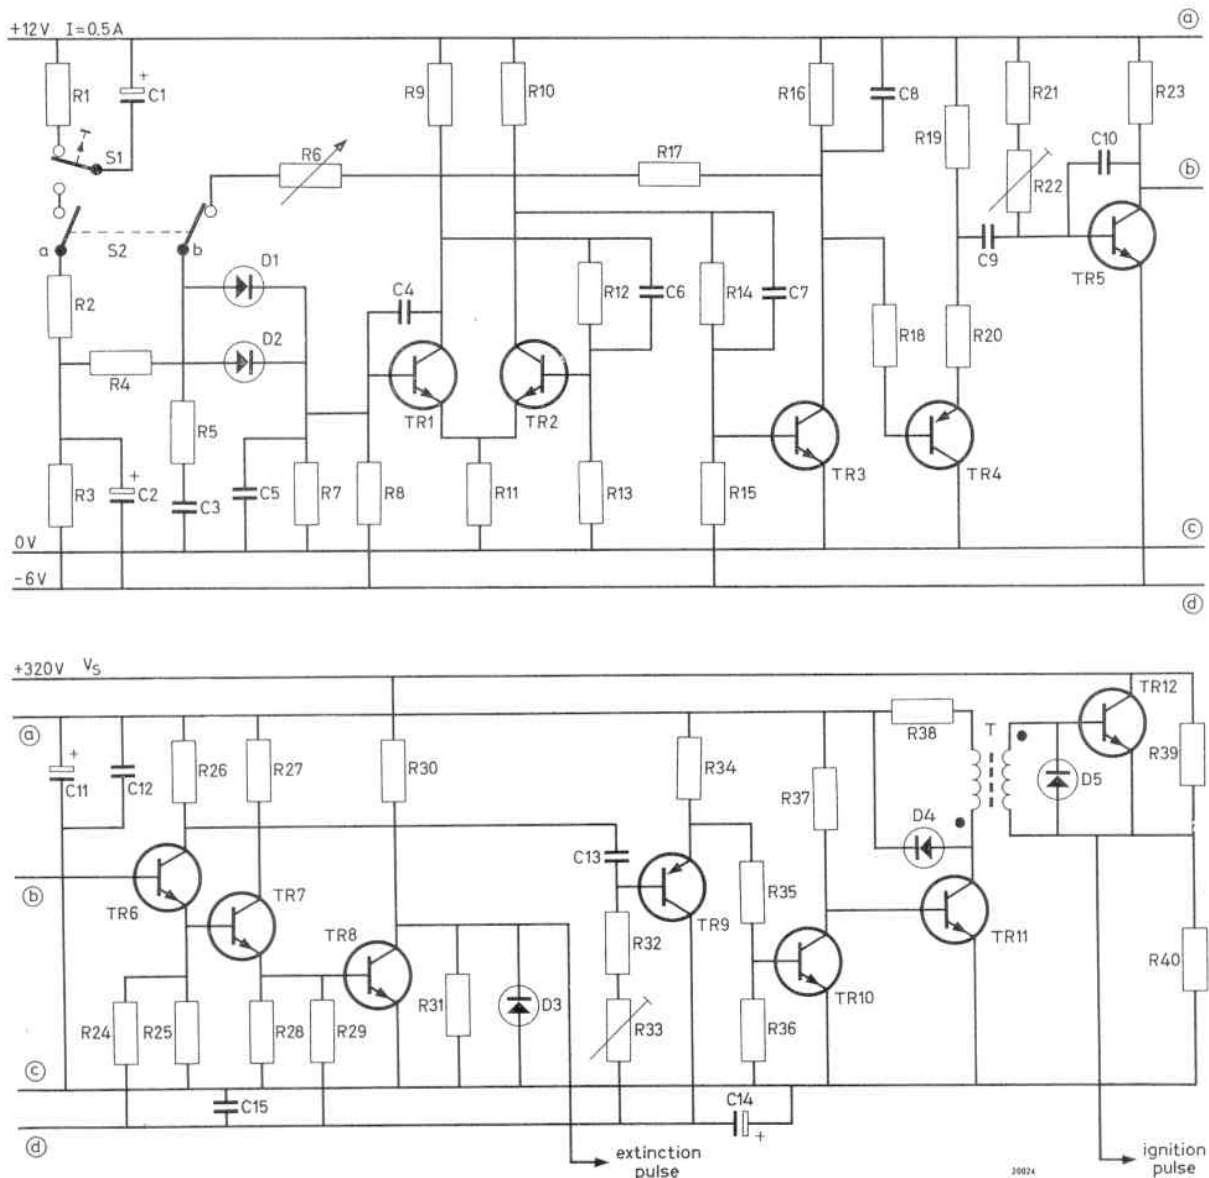 +12V I=0.5A
a
R1
C1
R9
R10
R16
C8
R21
R23
T
S1
R6
R17
R19
C10
R22
b
a
S2
b
D1
C9
TR5
R2
C4
R12
C6
R14
C7
R18
R20
D2
R4
TR1
TR2
R5
TR3
TR4
R3
C2
C3
C5
R7
R8
R11
R13
R15
0V
c
-6V
d
+320V VS
TR12
a
C11
C12
R26
R27
R30
R34
R38
T
D5
R39
R37
D4
C13
b
TR6
TR7
R35
TR9
TR11
TR8
R32
R40
R24
R25
R28
R29
R31
D3
R33
TR10
R36
c
C15
C14
+
d
extinction
pulse
20024
ignition
pulse